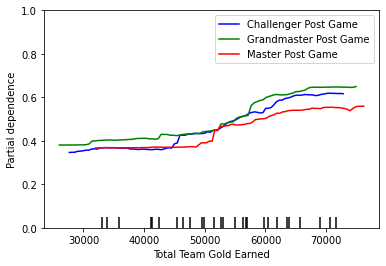 Challenger Post Game
Grandmaster Post Game
Master Post Game
1.0
0.8
0.6
0.4
0.2
0.0
Partial dependence
30000 40000 50000 60000 70000
Total Team Gold Earned